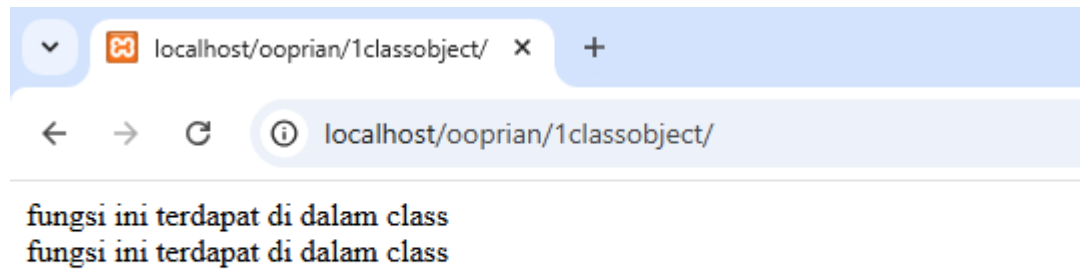 localhost/ooprian/1classobject/
localhost/ooprian/1classobject/
fungsi ini terdapat di dalam class
fungsi ini terdapat di dalam class